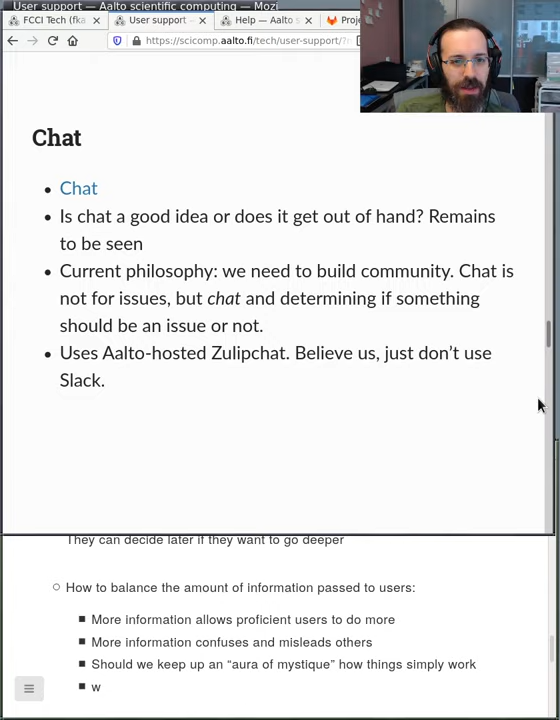 User support — Aalto scientific computing — Mozi
FCCI Tech (fka
User support —
Help — Aalto s
Proje
https://scicomp.aalto.fi/tech/user-support/?
Chat
Chat
Is chat a good idea or does it get out of hand? Remains
to be seen
Current philosophy: we need to build community. Chat is
not for issues, but chat and determining if something
should be an issue or not.
Uses Aalto-hosted Zulipchat. Believe us, just don’t use
Slack.
They can decide later if they want to go deeper
How to balance the amount of information passed to users:
More information allows proficient users to do more
More information confuses and misleads others
Should we keep up an “aura of mystique” how things simply work
w